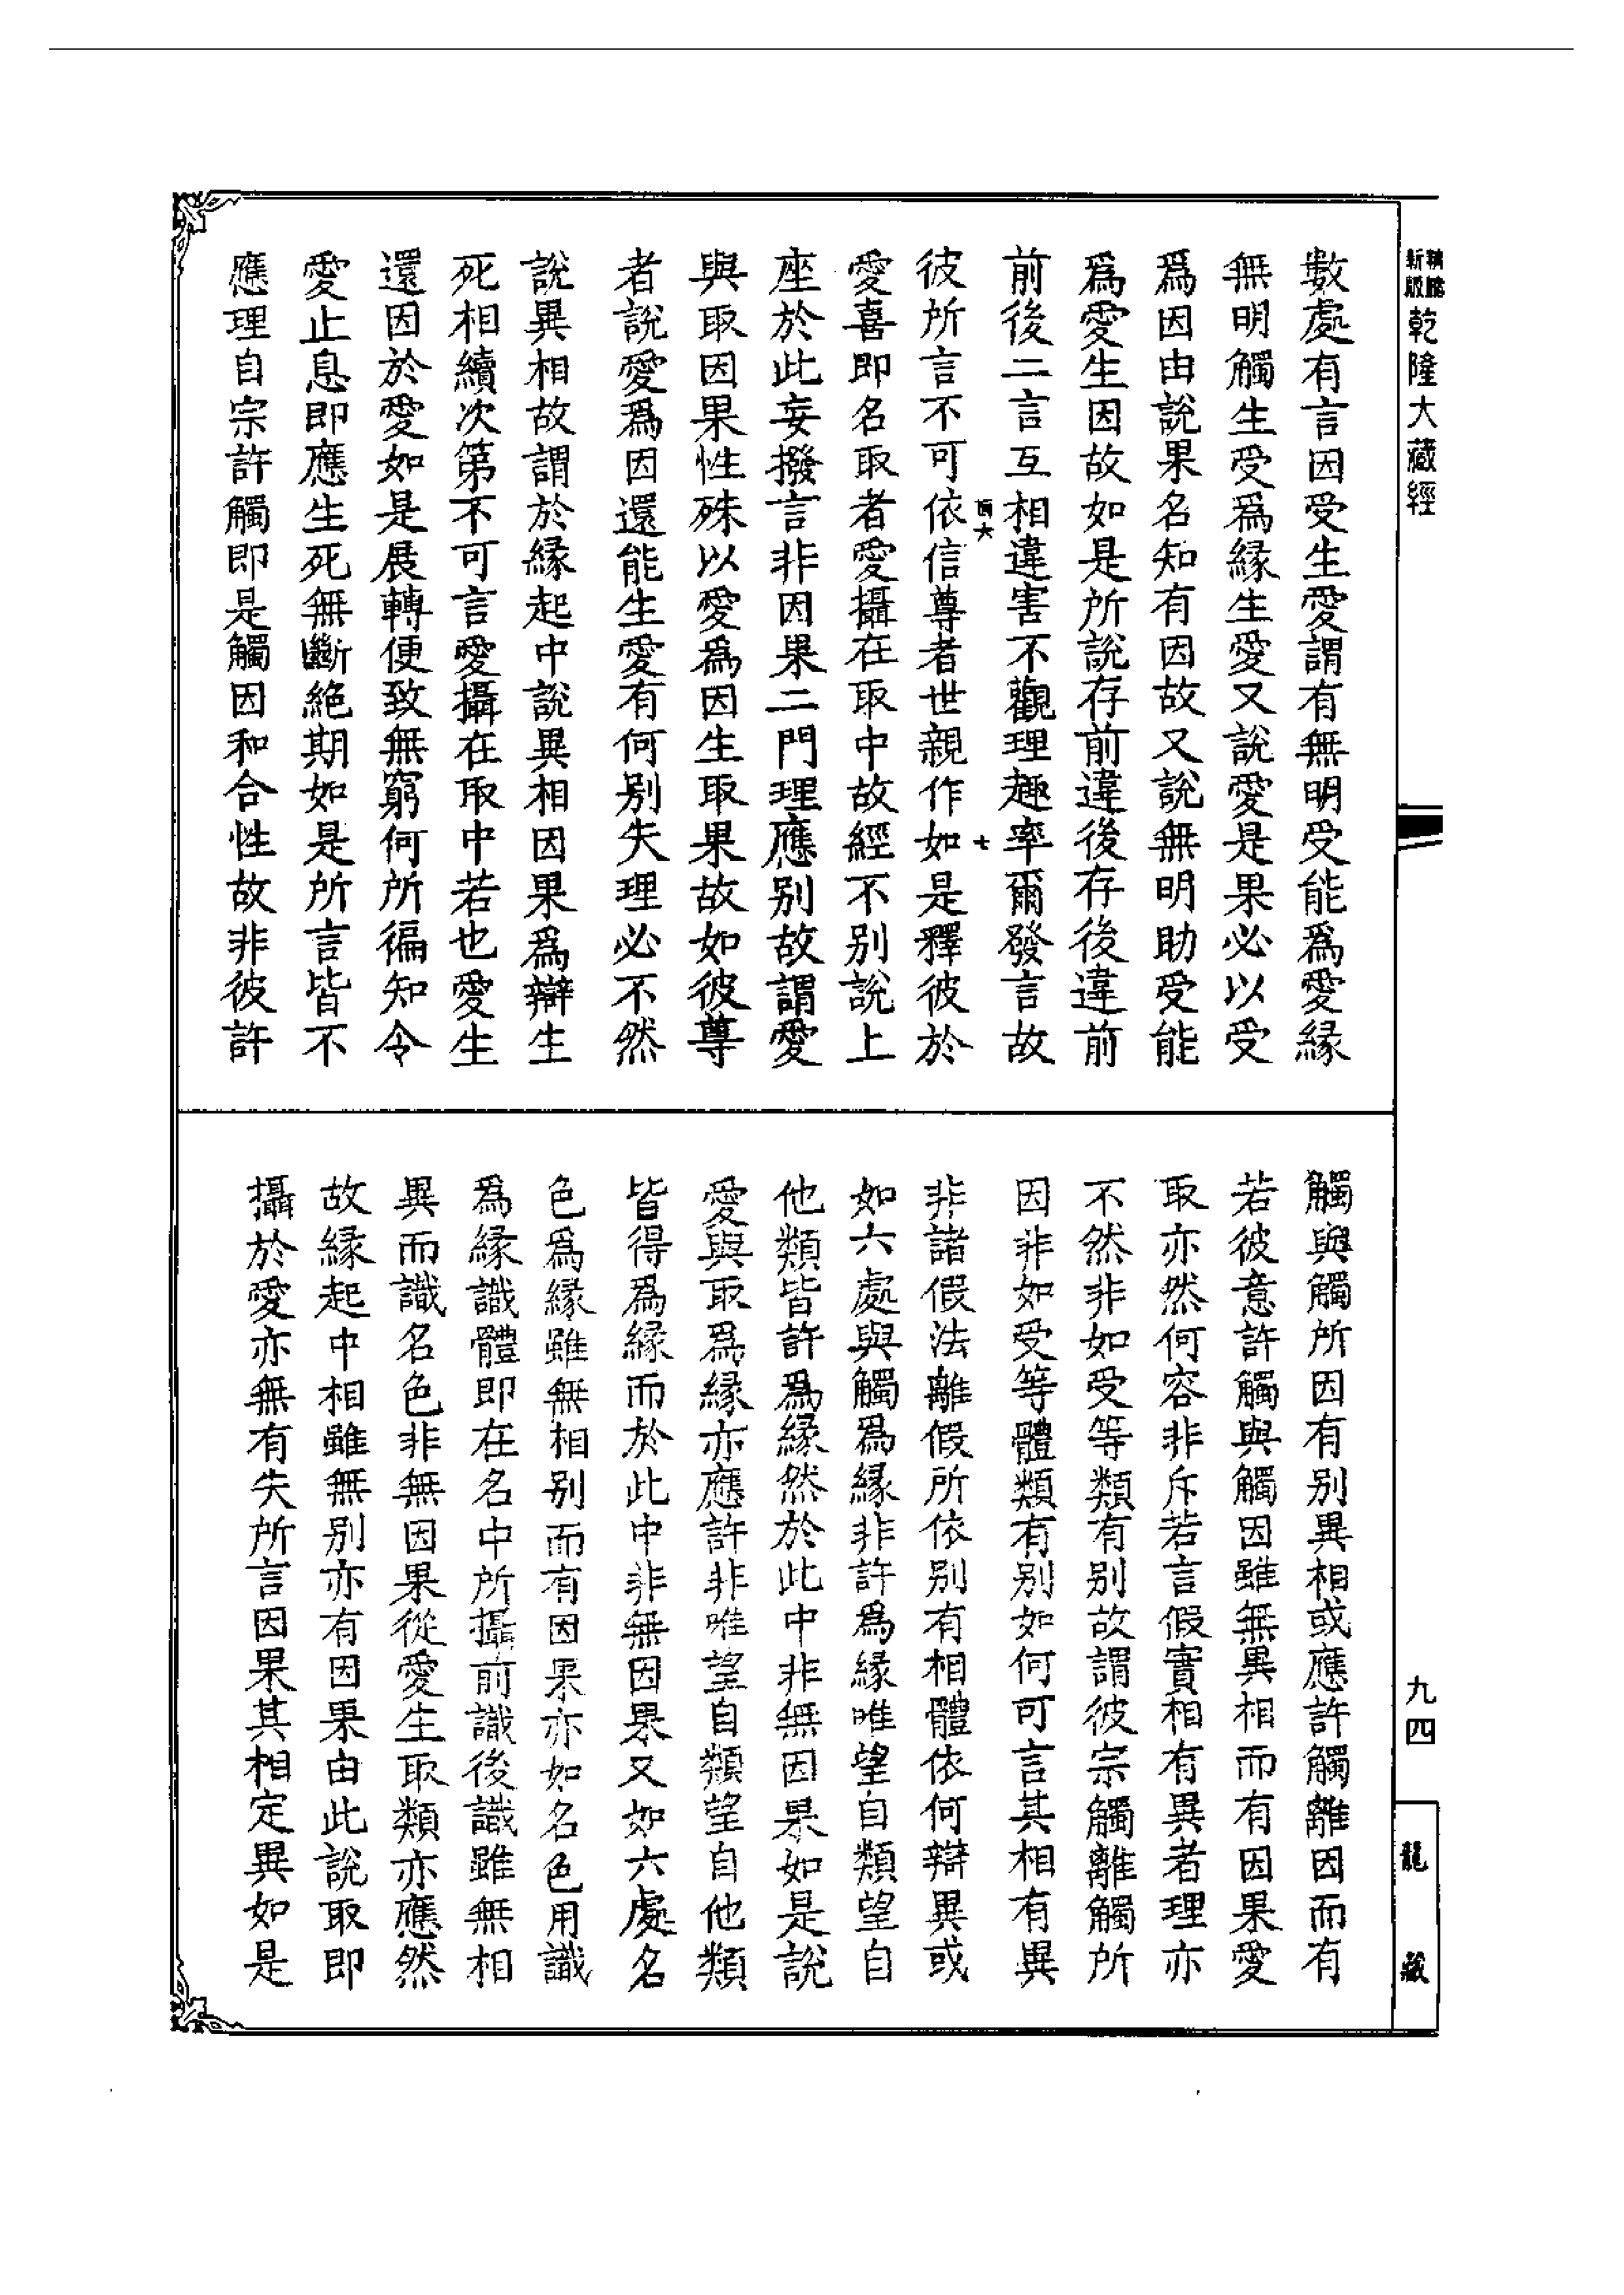 乾隆大藏經
數處有言因受生愛謂有無明受能爲愛緣
無明觸生受爲緣生愛又說愛是果必以受
爲因由說果名知有因故又說無明助受能
爲愛生因故如是所說存前違後存後違前
前後二言互相違害不觀理趣率爾發言故
七
彼所言不可依信尊者世親作如是釋彼於
愛喜即名取者愛攝在取中故經不別說上
座於此妄撥言非因果二門理應別故謂愛
與取因果性殊以愛爲因生取果故如彼尊
者說愛爲因還能生愛有何別失理必不然
說異相故謂於緣起中說異相因果爲辯生
死相續次第不可言愛攝在取中若也愛生
還因於愛如是展轉便致無窮何所徧知令
愛止息即應生死無斷絕期如是所言皆不
應理自宗許觸即是觸因和合性故非彼許
觸與觸所因有別異相或應許觸離因而有
若彼意許觸與觸因雖無異相而有因果愛
取亦然何容非斥若言假實相有異者理亦
不然非如受等類有別故謂彼宗觸離觸所
因非如受等體類有別如何可言其相有異
非諸假法離假所依別有相體依何辯異或
如六處與觸爲緣非許爲緣唯望自類望自
他類皆許爲緣然於此中非無因果如是說
愛與取爲緣亦應許非唯望自類望自他類
皆得爲緣而於此中非無因果又如六處名
色爲緣雖無相別而有因果亦如名色用識
爲緣識體即在名中所攝前識後識雖無相
異而識名色非無因果從愛生取類亦應然
故緣起中相雖無別亦有因果由此說取即
攝於愛亦無有失所言因果其相定異如是
九四
龍藏